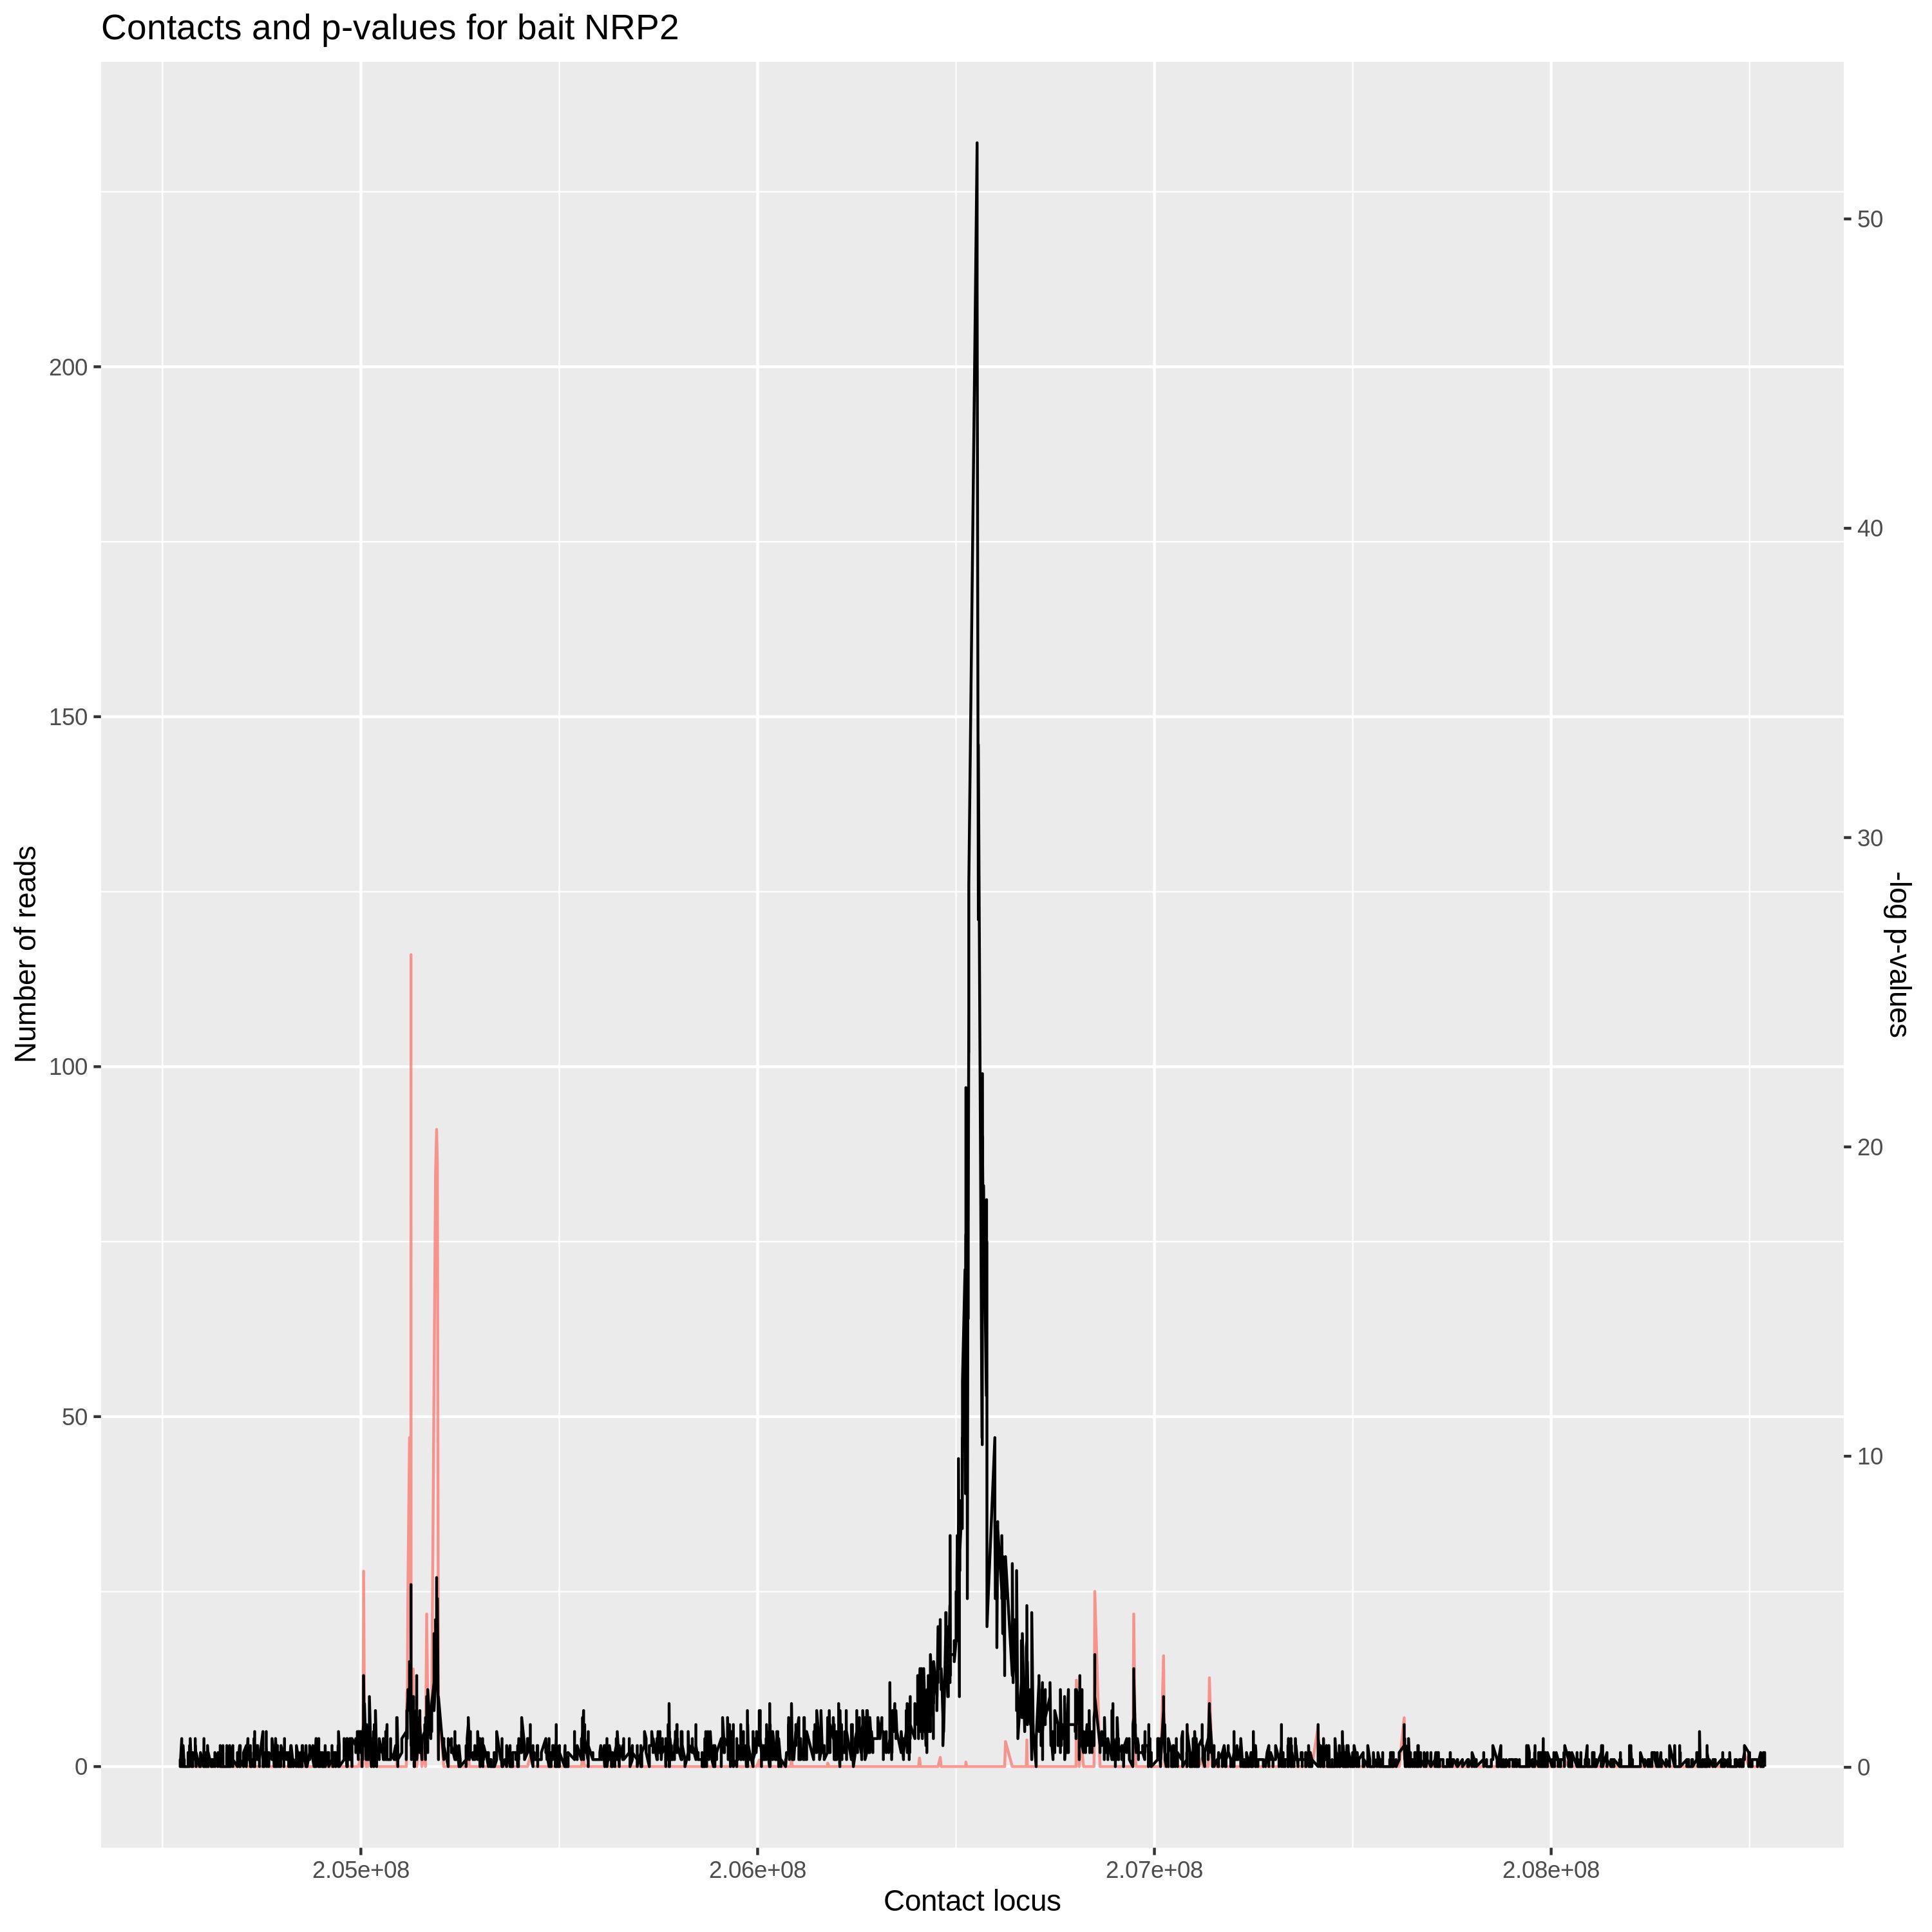 Contacts and p-values for bait NRP2
Number of reads
200
150
100
50
0
50
40
30
20
10
0
-log p-values
2.05e+08
2.06e+08
2.07e+08
2.08e+08
Contact locus